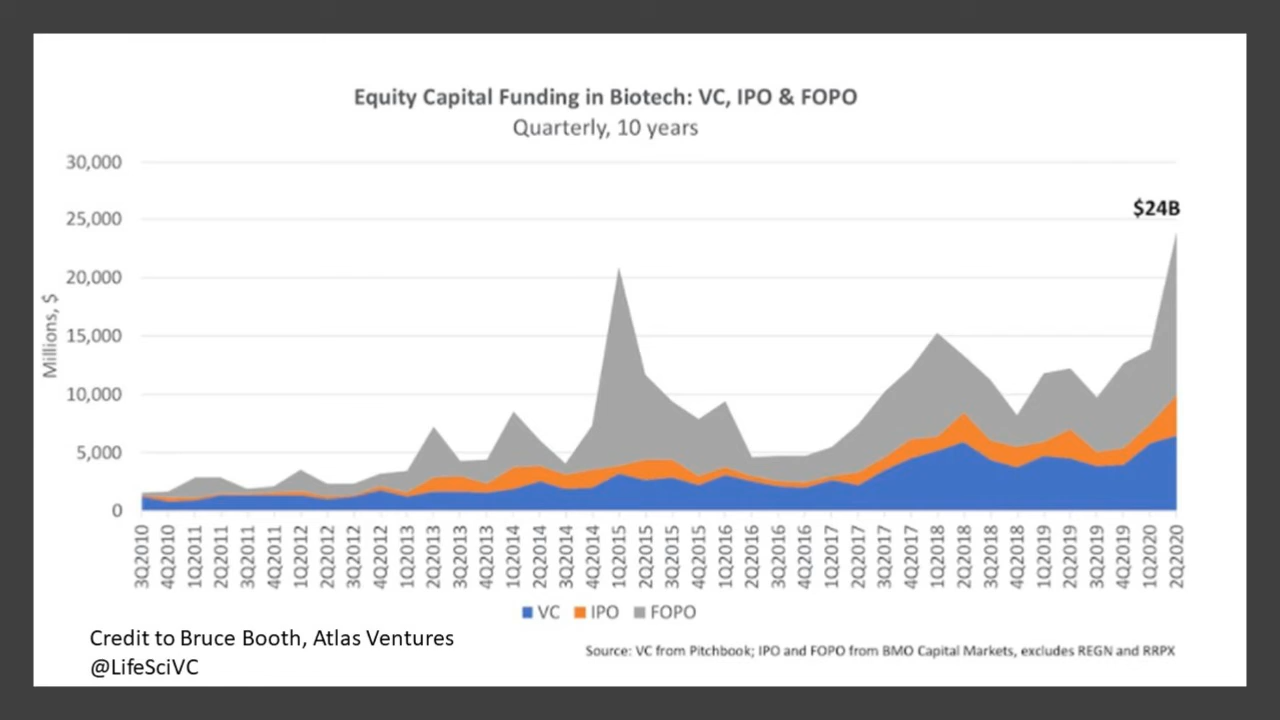 Equity Capital Funding in Biotech: VC, IPO & FOPO
Quarterly, 10 years
30,000
25,000
20,000
15,000
10,000
5,000
0
Millions, $
$24B
3Q2010 4Q2010 1Q2011 2Q2011 3Q2011 4Q2011 1Q2012 2Q2012 3Q2012 4Q2012 1Q2013 2Q2013 3Q2013 4Q2013 1Q2014 2Q2014 3Q2014 4Q2014 1Q2015 2Q2015 3Q2015 4Q2015 1Q2016 2Q2016 3Q2016 4Q2016 1Q2017 2Q2017 3Q2017 4Q2017 1Q2018 2Q2018 3Q2018 4Q2018 1Q2019 2Q2019 3Q2019 4Q2019 1Q2020 2Q2020
VC IPO FOPO
Credit to Bruce Booth, Atlas Ventures
@LifeSciVC
Source: VC from Pitchbook; IPO and FOPO from BMO Capital Markets, excludes REGN and RRPX